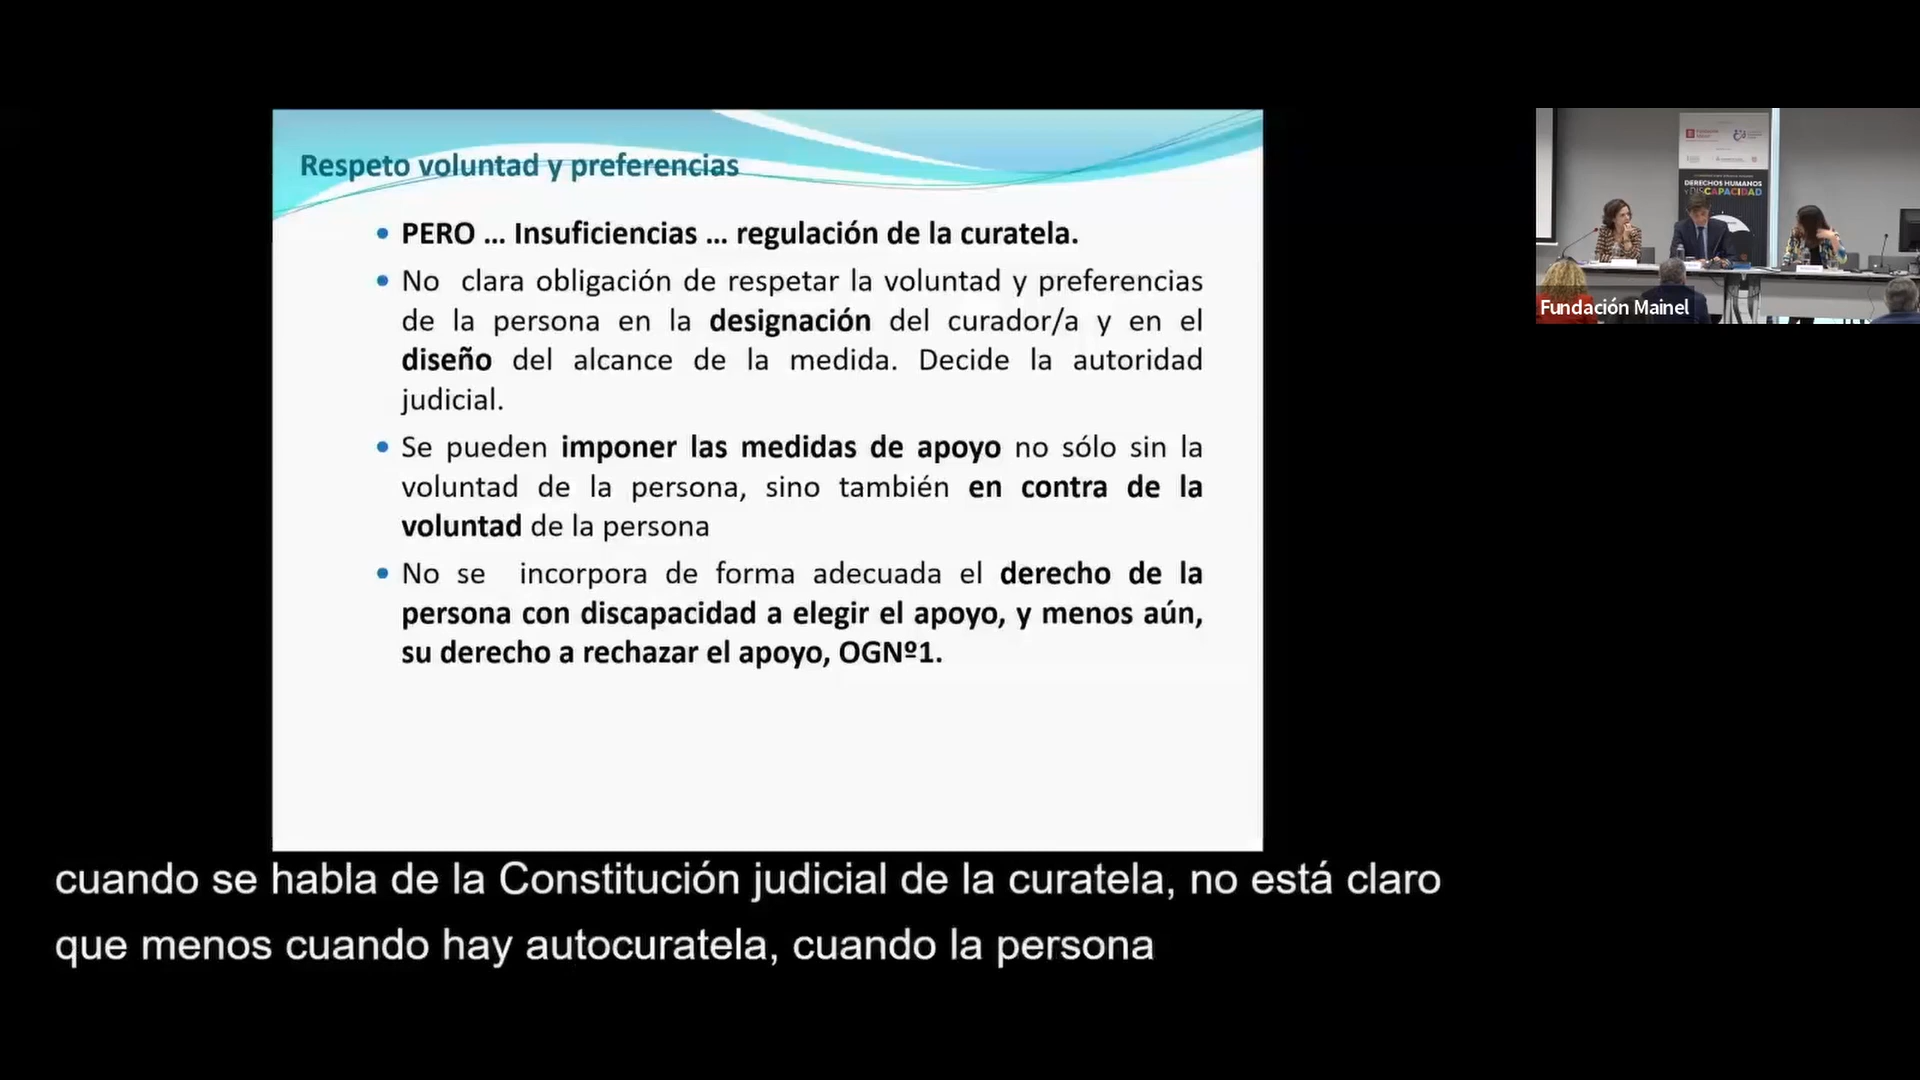 Respeto voluntad y preferencias
• PERO ... Insuficiencias ... regulación de la curatela.
• No clara obligación de respetar la voluntad y preferencias
de la persona en la designación del curador/a y en el
diseño del alcance de la medida. Decide la autoridad
judicial.
• Se pueden imponer las medidas de apoyo no sólo sin la
voluntad de la persona, sino también en contra de la
voluntad de la persona
• No se incorpora de forma adecuada el derecho de la
persona con discapacidad a elegir el apoyo, y menos aún,
su derecho a rechazar el apoyo, OGNº1.
DERECHOS HUMANOS
Y DISCAPACIDAD
Fundación Mainel
cuando se habla de la Constitución judicial de la curatela, no está claro
que menos cuando hay autocuratela, cuando la persona